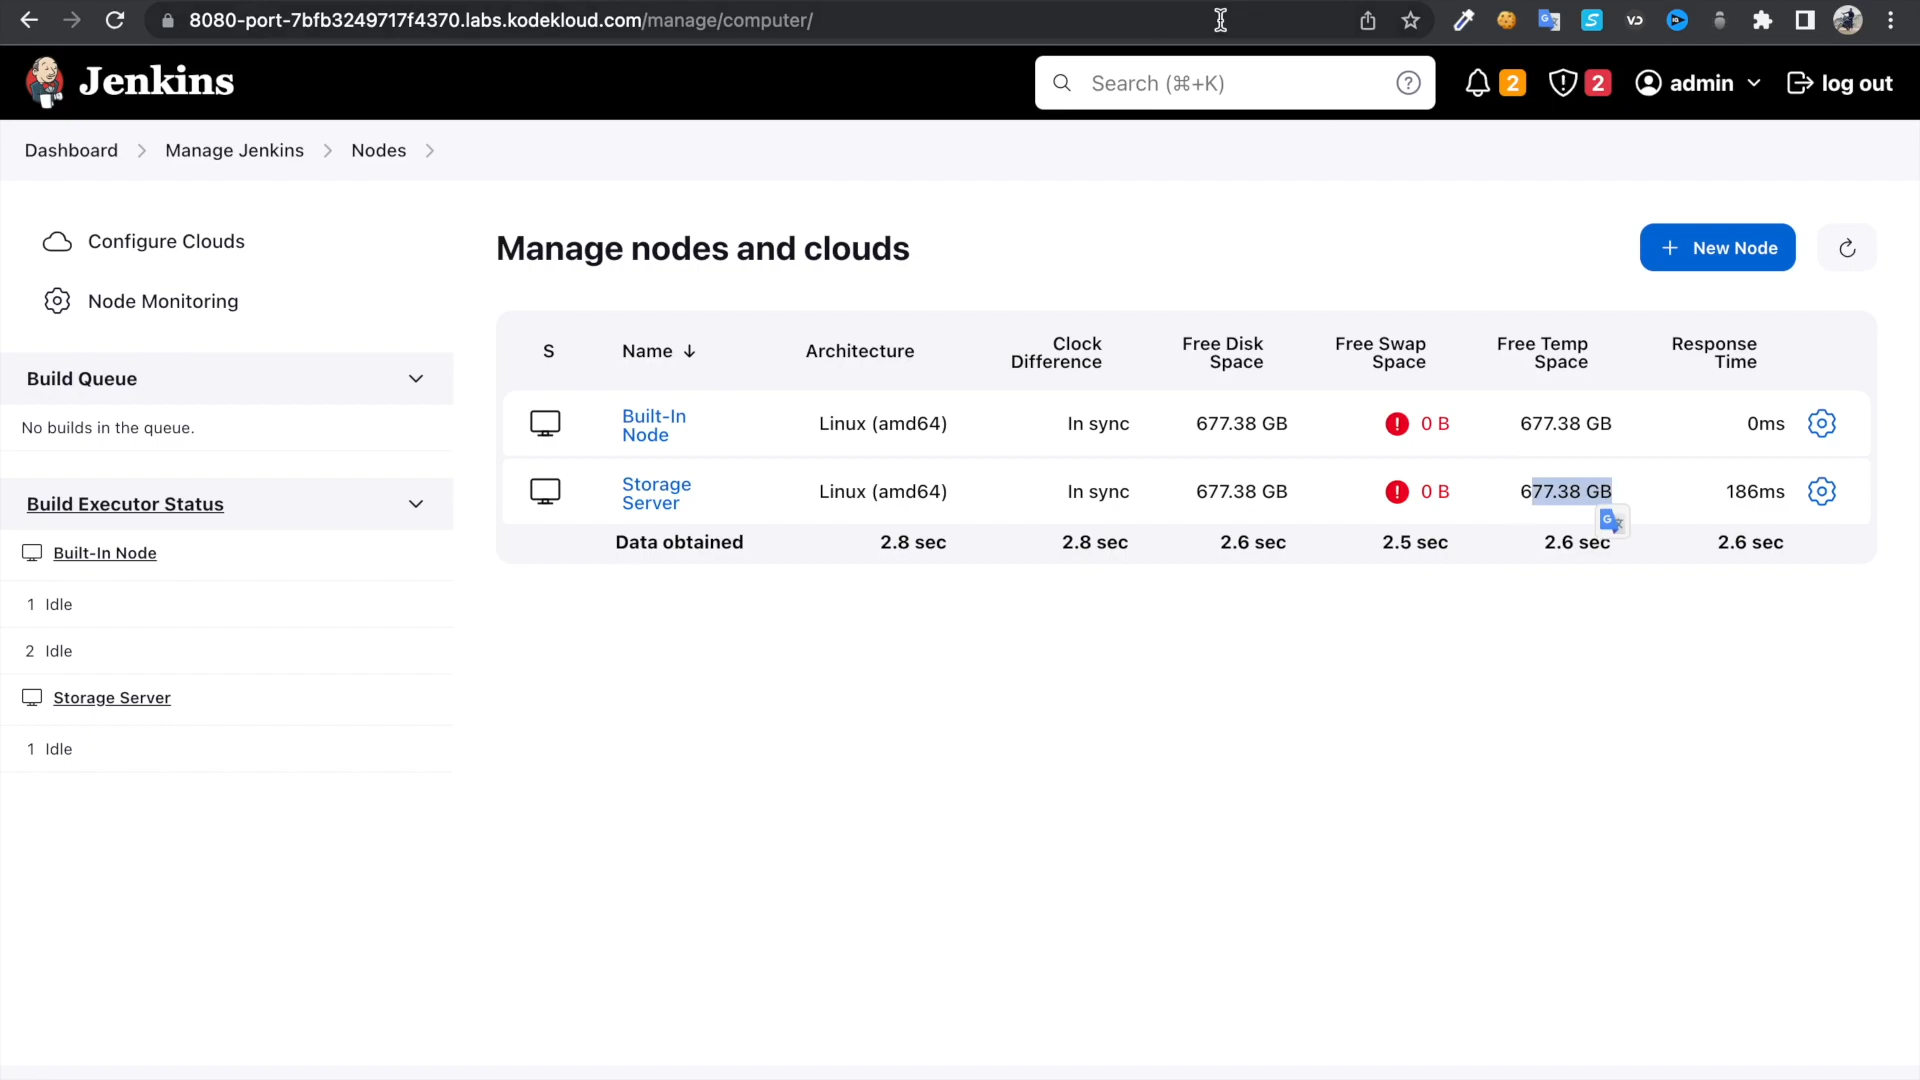 8080-port-7bfb3249717f4370.labs.kodekloud.com/manage/computer/
Jenkins
Search (⌘+K)
2
2
admin
log out
Dashboard
Manage Jenkins
Nodes
Configure Clouds
Node Monitoring
Build Queue
No builds in the queue.
Build Executor Status
Built-In Node
1 Idle
2 Idle
Storage Server
1 Idle
Manage nodes and clouds
+ New Node
S
Name ↓
Architecture
Clock
Difference
Free Disk
Space
Free Swap
Space
Free Temp
Space
Response
Time
Built-In
Node
Linux (amd64)
In sync
677.38 GB
0 B
677.38 GB
0ms
Storage
Server
Linux (amd64)
In sync
677.38 GB
0 B
677.38 GB
186ms
Data obtained
2.8 sec
2.8 sec
2.6 sec
2.5 sec
2.6 sec
2.6 sec